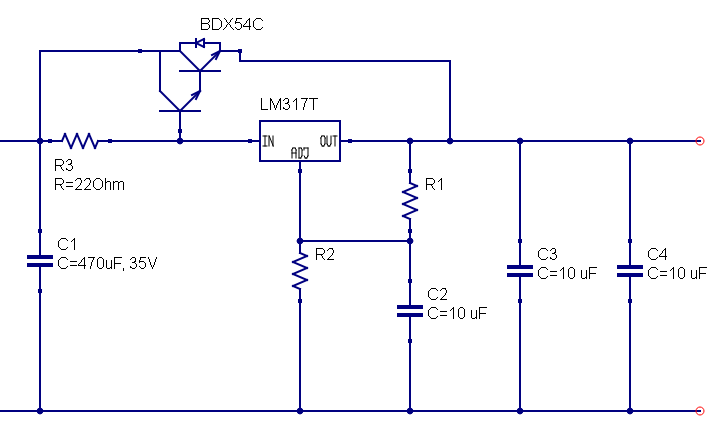 BDX54C
LM317T
IN
OUT
ADJ
R3
R=22Ohm
R1
C1
C=470uF, 35V
R2
C3
C=10 uF
C4
C=10 uF
C2
C=10 uF